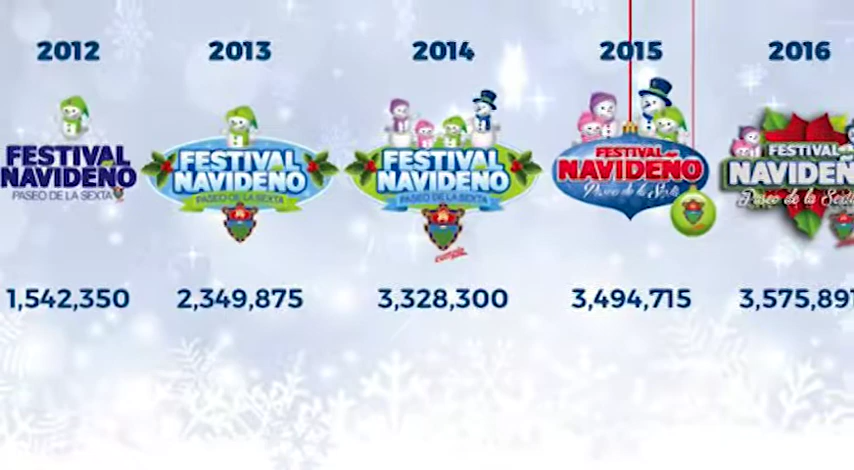 2012
2013
2014
2015
2016
FESTIVAL
NAVIDEÑO
PASEO DE LA SEXTA
FESTIVAL
NAVIDEÑO
PASEO DE LA SEXTA
FESTIVAL
NAVIDEÑO
PASEO DE LA SEXTA
FESTIVAL
NAVIDEÑO
Paseo de la Sexta
FESTIVAL
NAVIDEÑ
Paseo de la Sexta
1,542,350
2,349,875
3,328,300
3,494,715
3,575,891